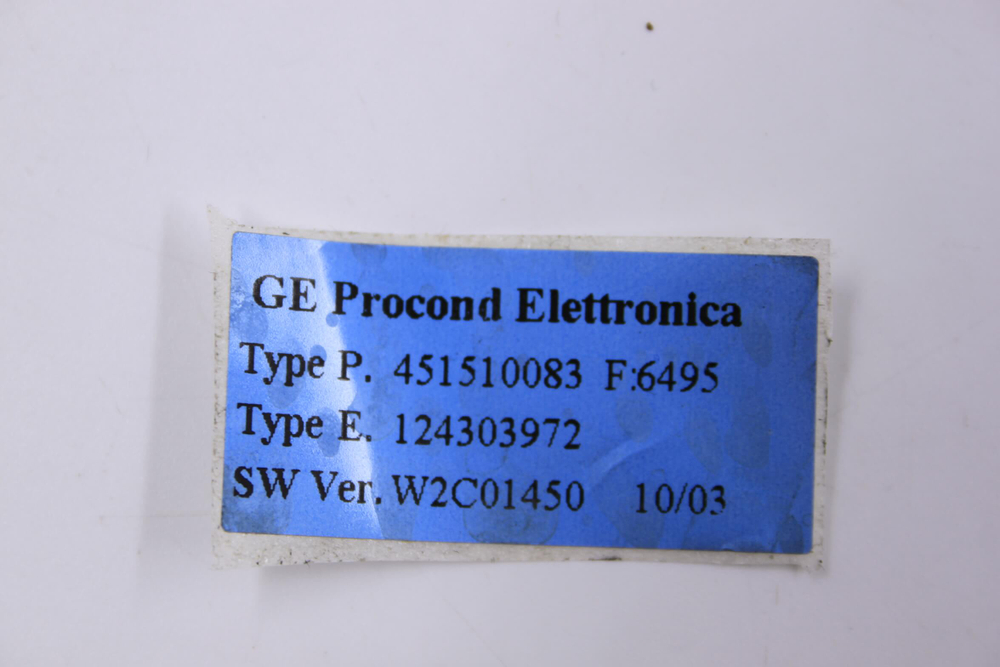 GE Procond Elettronica
Type P. 451510083 F:6495
Type E. 124303972
SW Ver. W2C01450 10/03